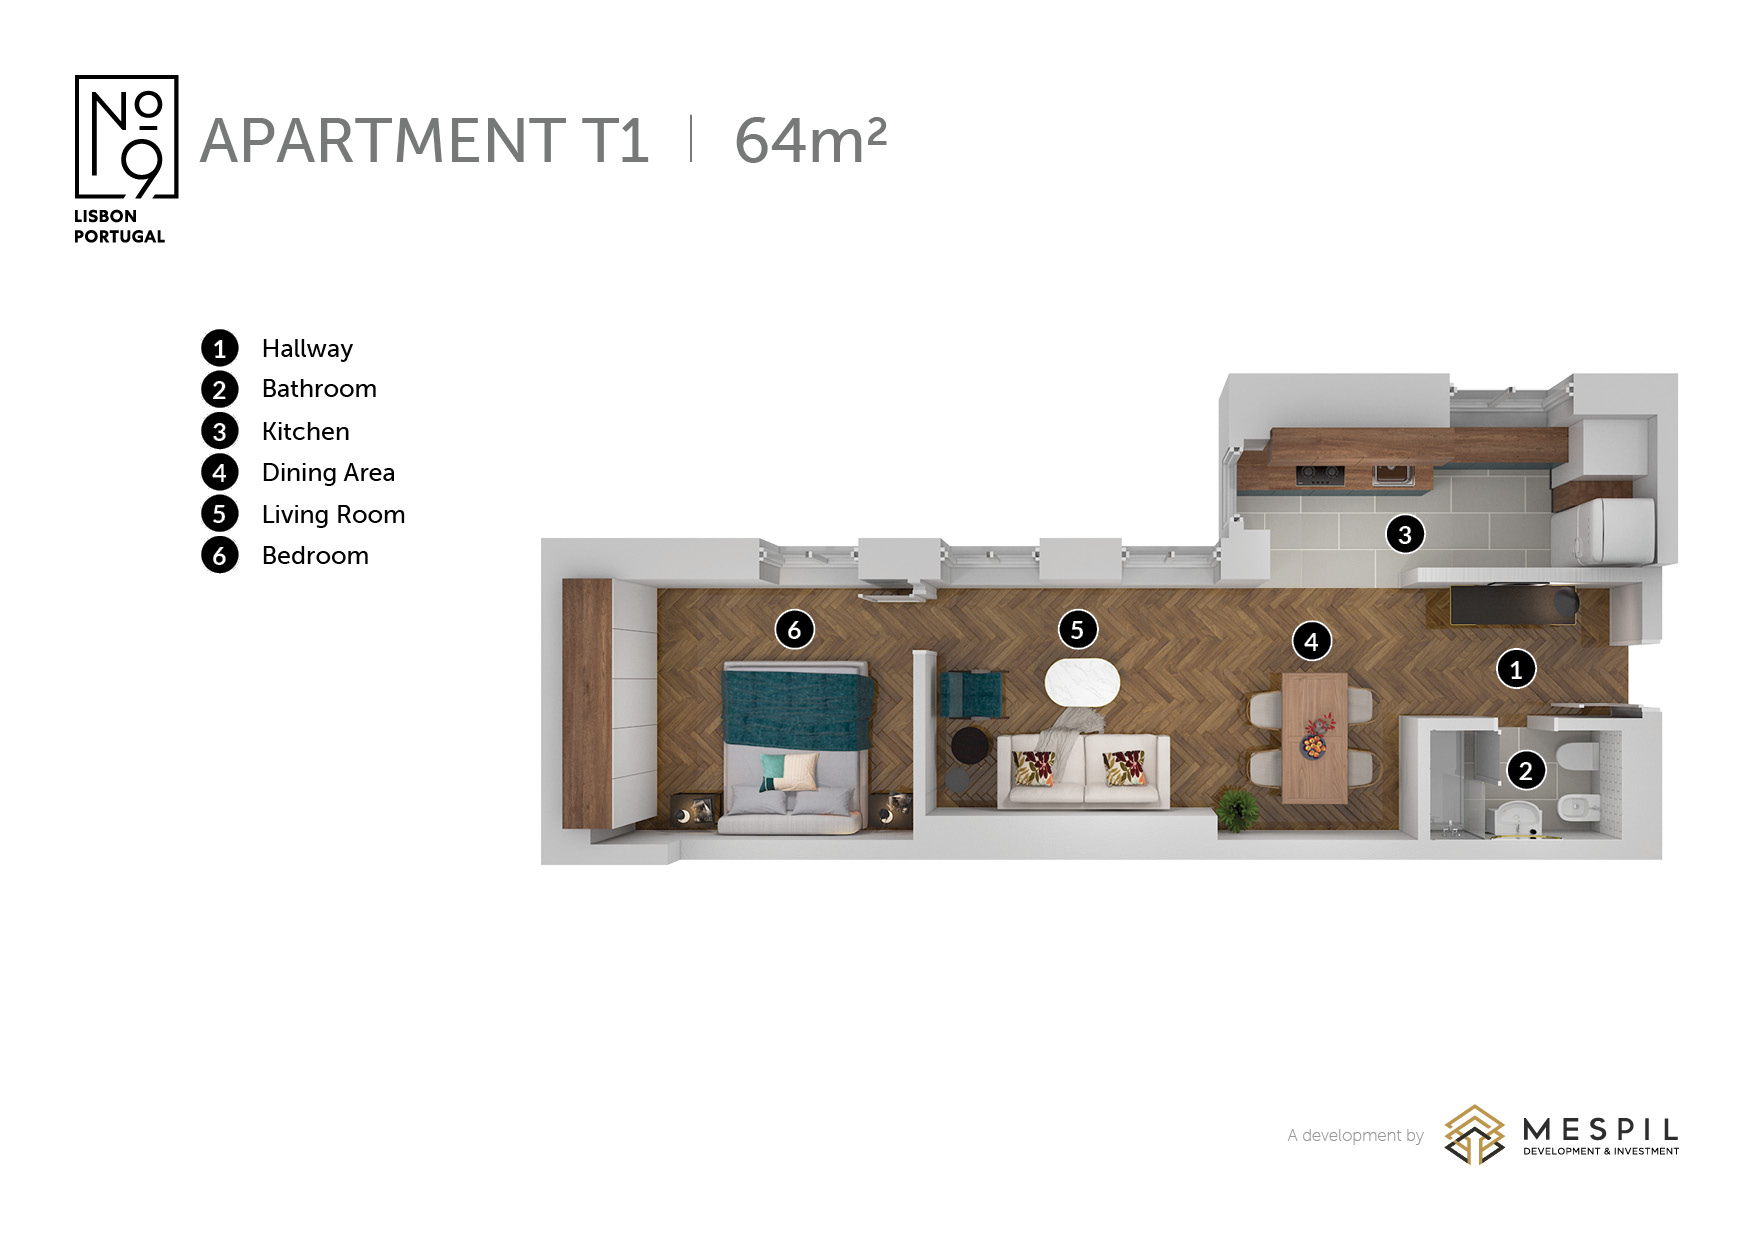 Nº
9
LISBON
PORTUGAL
APARTMENT T1 | 64m²
1 Hallway
2 Bathroom
3 Kitchen
4 Dining Area
5 Living Room
6 Bedroom
3
6
5
4
1
2
A development by
MESPIL
DEVELOPMENT & INVESTMENT